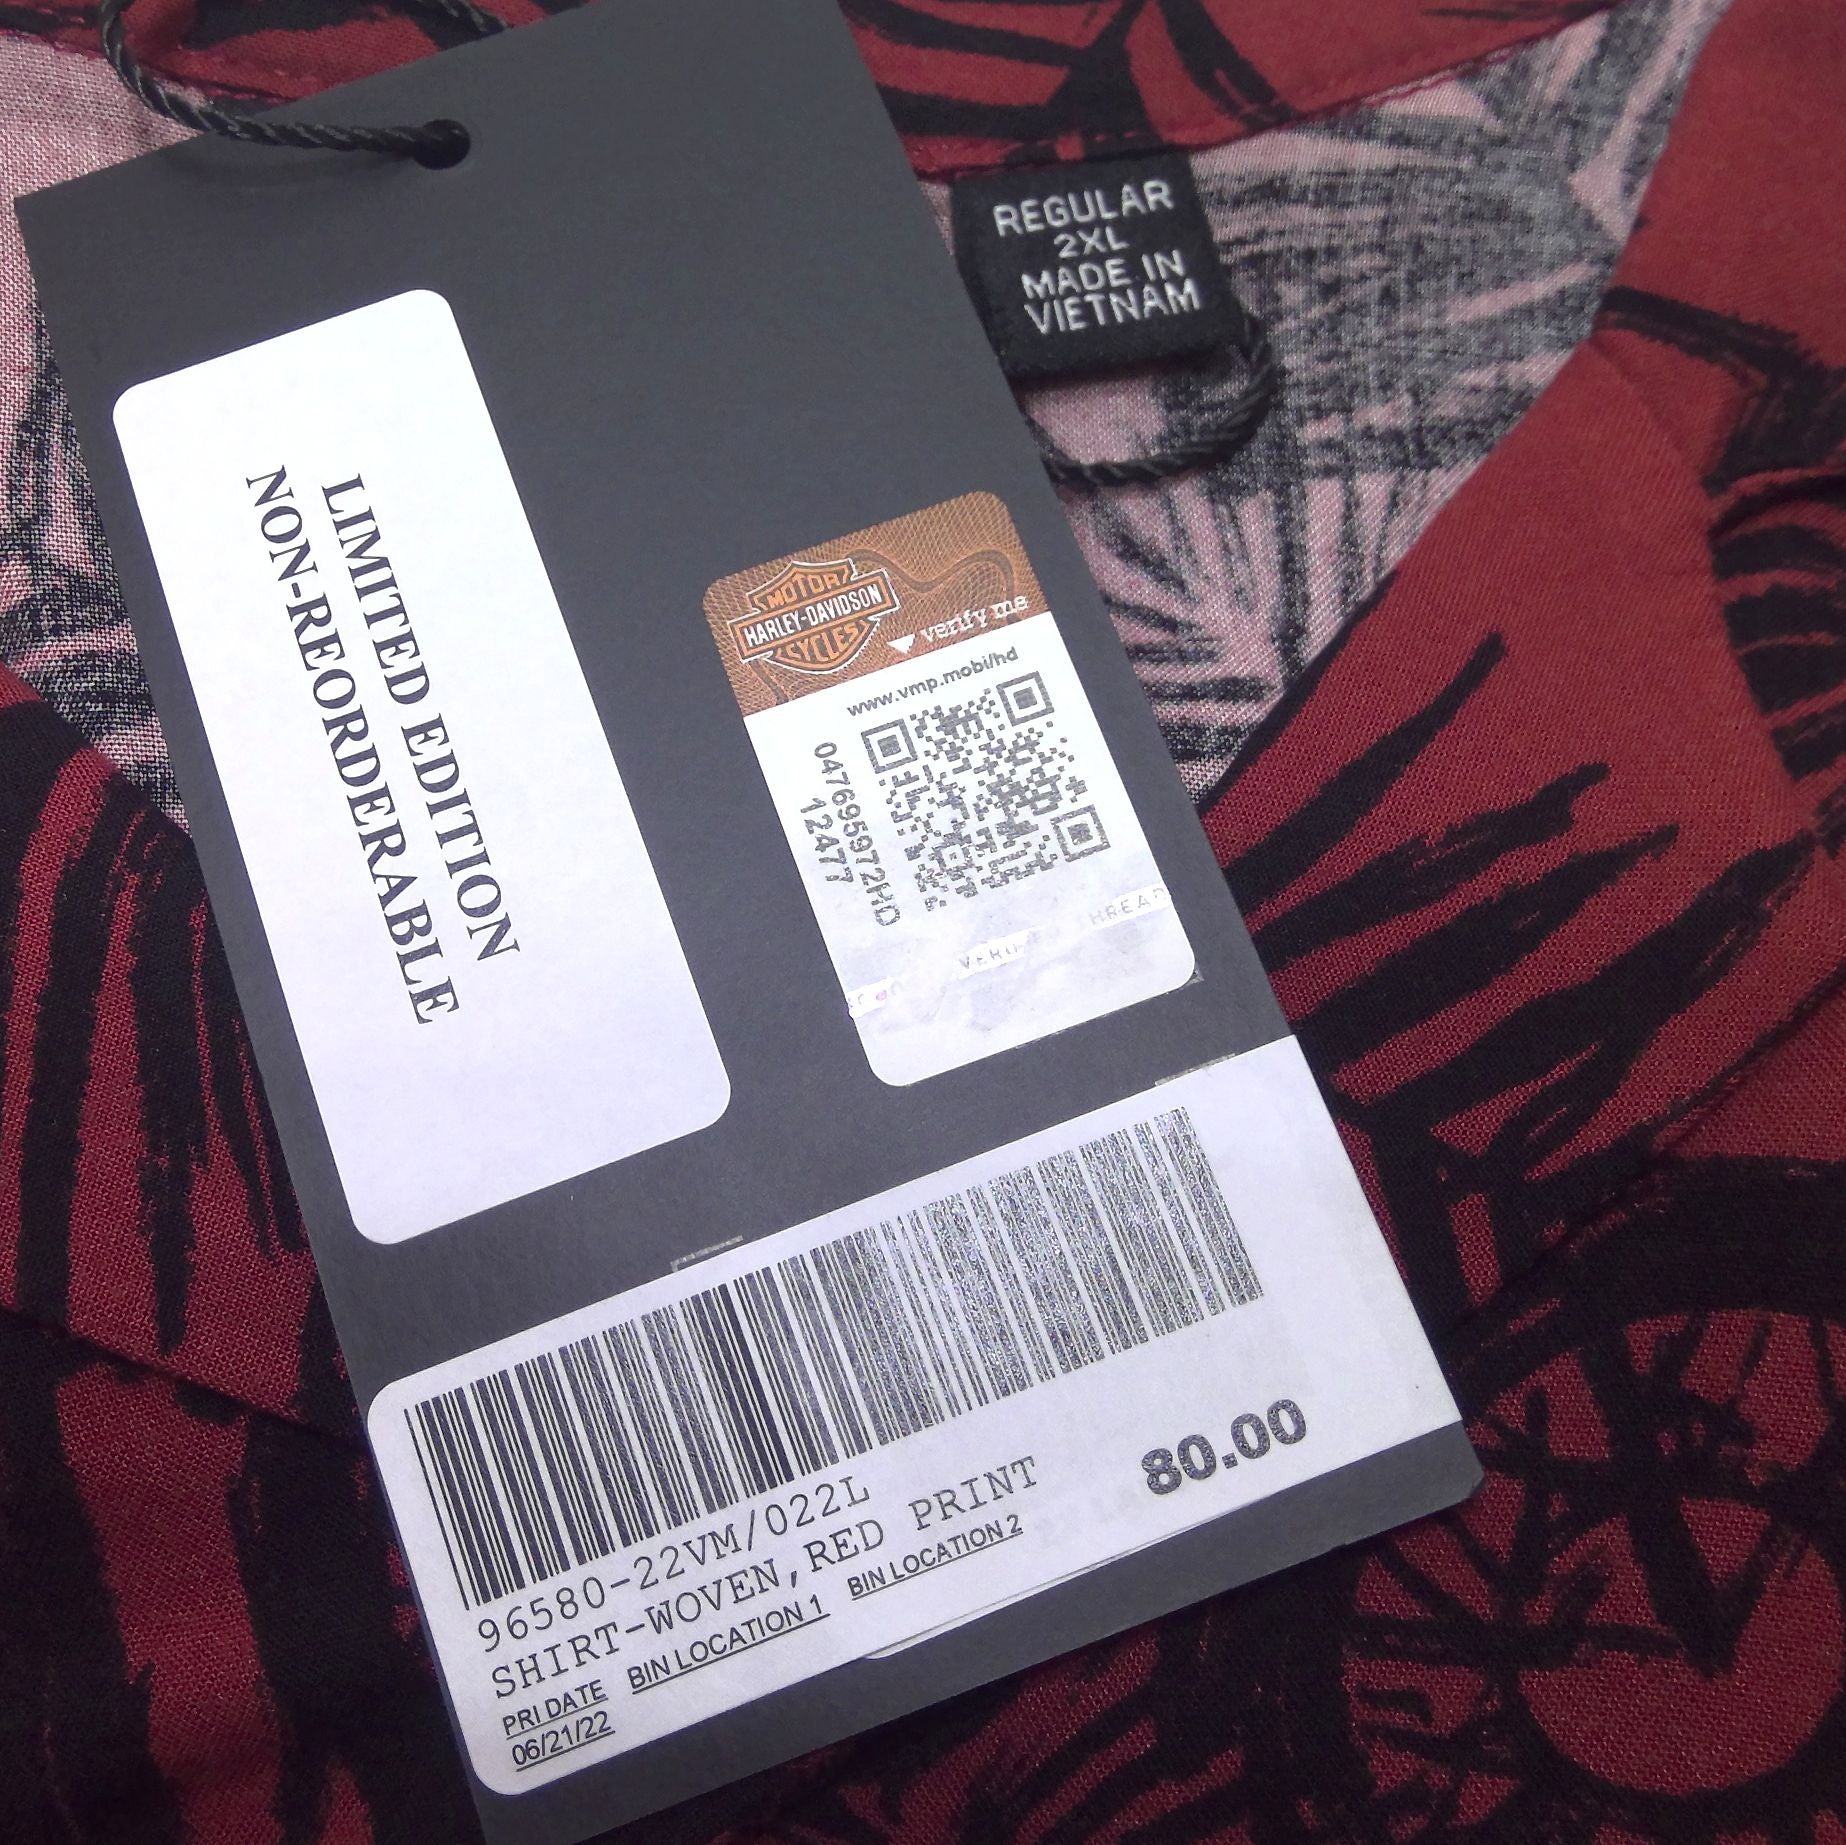 REGULAR
2XL
MADE IN
VIETNAM
LIMITED EDITION
NON-REORDERABLE
MOTOR
HARLEY-DAVIDSON
CYCLES
verify me
www.vmp.mobi/hd
047695972HD
12477
80.00
96580-22VM/022L
SHIRT-WOVEN,RED PRINT
PRI DATE BIN LOCATION 1 BIN LOCATION 2
06/21/22